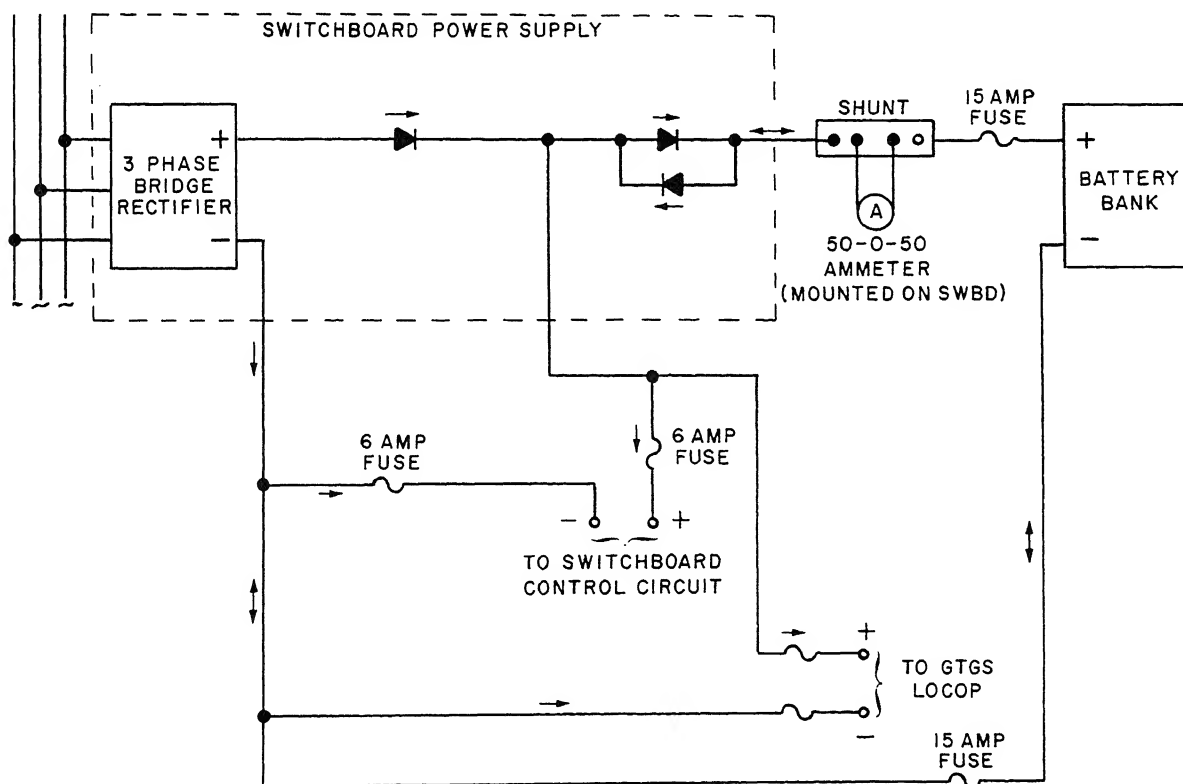 SWITCHBOARD POWER SUPPLY
3 PHASE
BRIDGE
RECTIFIER
+
−
SHUNT
A
50-0-50
AMMETER
(MOUNTED ON SWBD)
15 AMP
FUSE
+
BATTERY
BANK
−
6 AMP
FUSE
6 AMP
FUSE
− +
TO SWITCHBOARD
CONTROL CIRCUIT
+
TO GTGS
LOCOP
−
15 AMP
FUSE